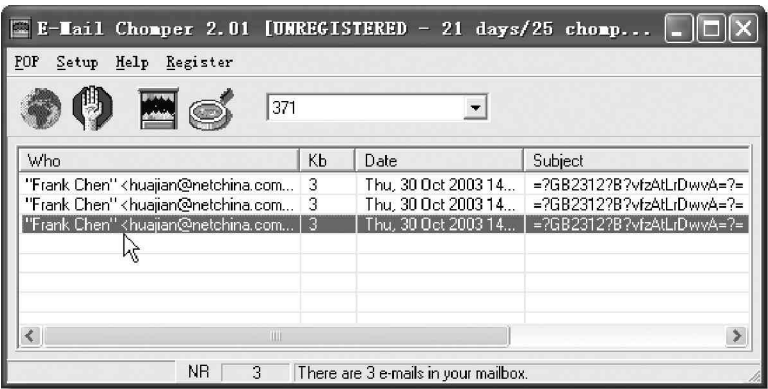 E-Mail Chomper 2.01 [UNREGISTERED - 21 days/25 chomp...
POP Setup Help Register
371
Who Kb Date Subject
"Frank Chen" <huajian@netchina.com... 3 Thu, 30 Oct 2003 14... =?GB2312?B?vfzAtLrDwvA=?=
"Frank Chen" <huajian@netchina.com... 3 Thu, 30 Oct 2003 14... =?GB2312?B?vfzAtLrDwvA=?=
"Frank Chen" <huajian@netchina.com... 3 Thu, 30 Oct 2003 14... =?GB2312?B?vfzAtLrDwvA=?=
NR 3 There are 3 e-mails in your mailbox.